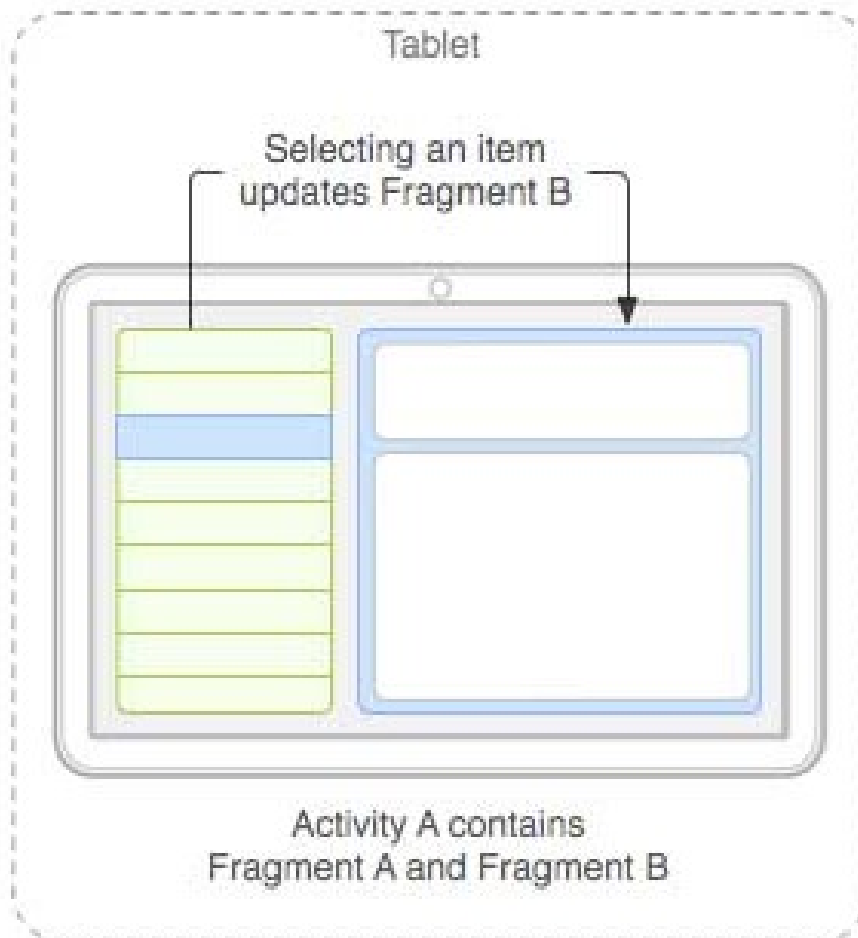 Tablet
Selecting an item
updates Fragment B
Activity A contains
Fragment A and Fragment B